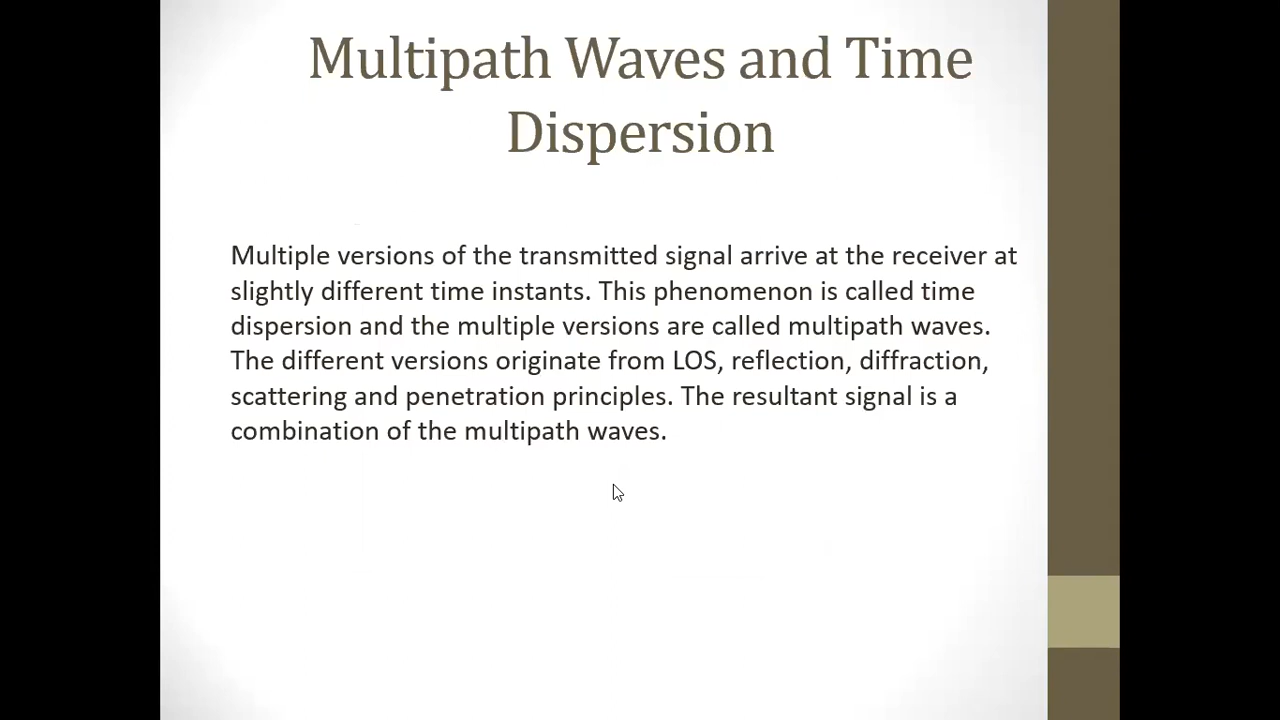 Multipath Waves and Time
Dispersion
Multiple versions of the transmitted signal arrive at the receiver at
slightly different time instants. This phenomenon is called time
dispersion and the multiple versions are called multipath waves.
The different versions originate from LOS, reflection, diffraction,
scattering and penetration principles. The resultant signal is a
combination of the multipath waves.